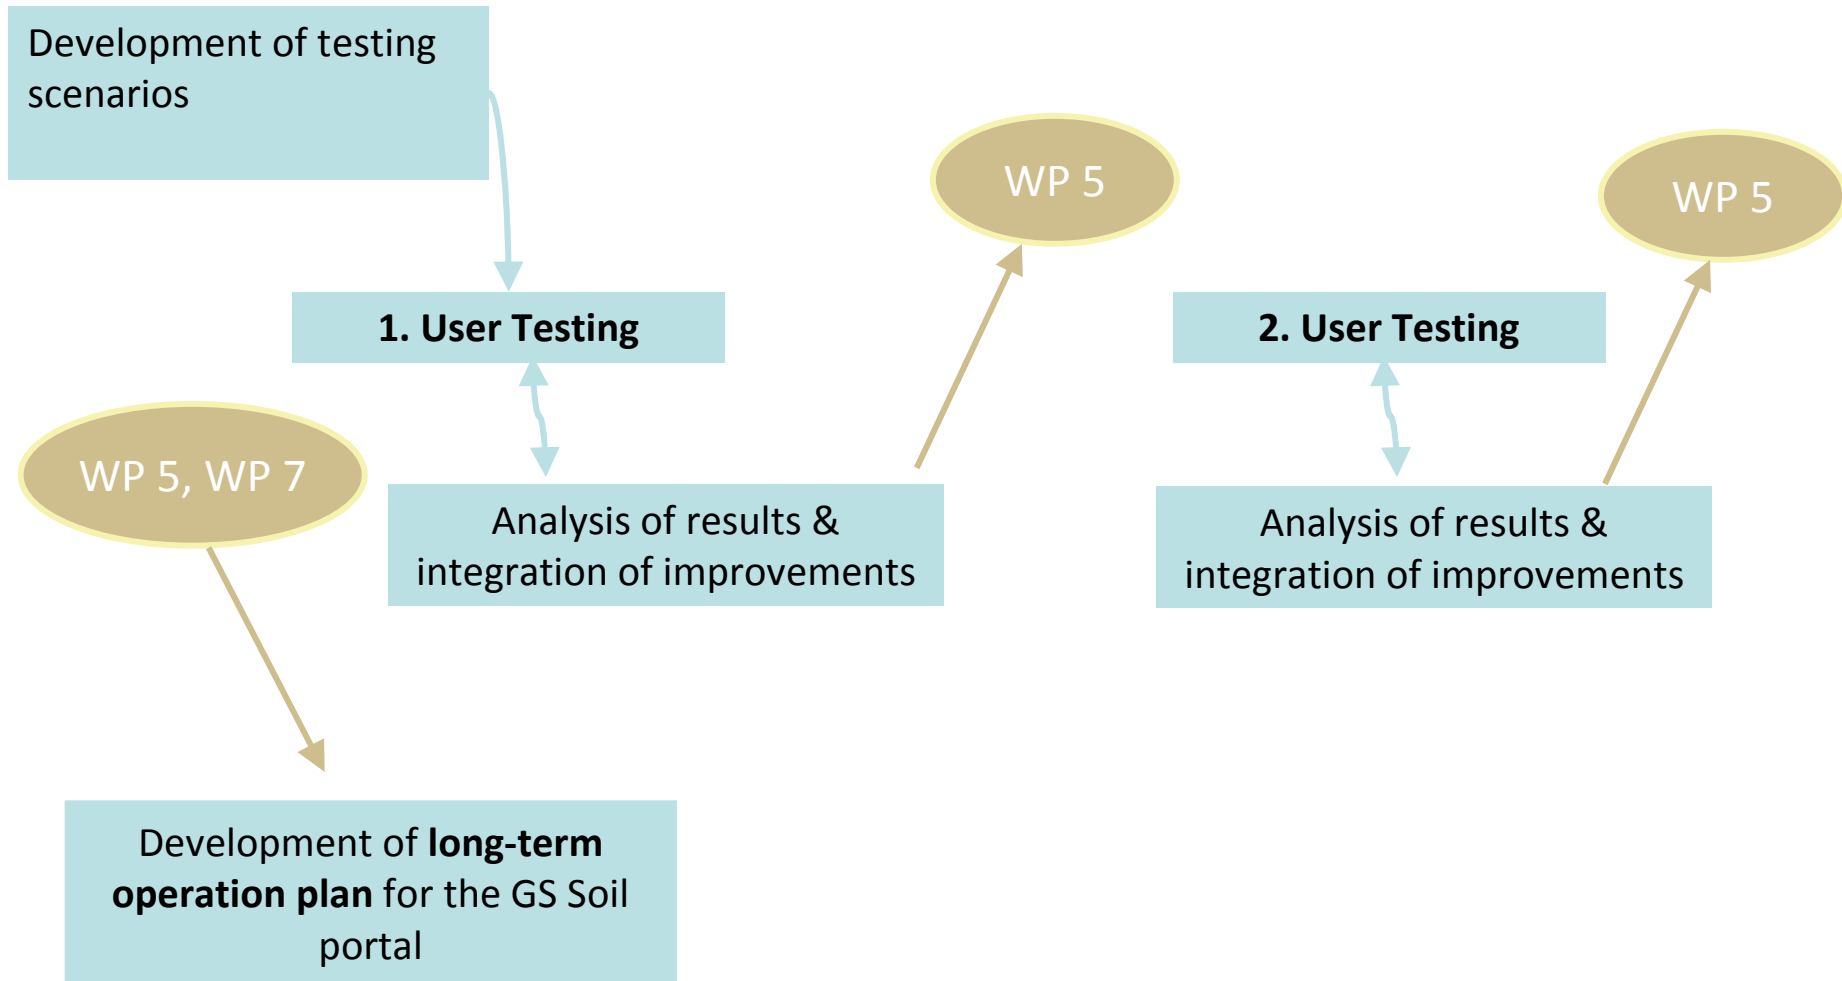 Development of testing
scenarios
WP 5
WP 5
1. User Testing
2. User Testing
WP 5, WP 7
Analysis of results &
integration of improvements
Analysis of results &
integration of improvements
Development of long-term
operation plan for the GS Soil
portal